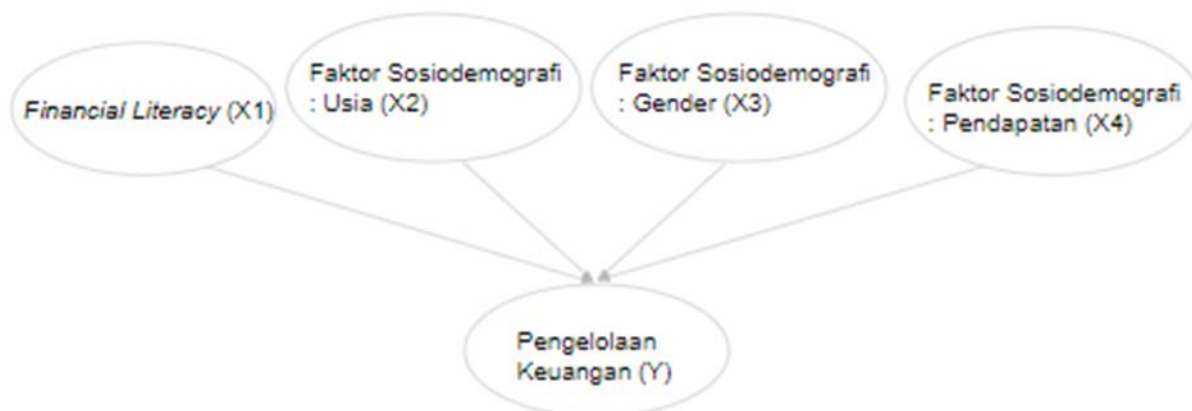 Financial Literacy (X1)
Faktor Sosiodemografi
: Usia (X2)
Faktor Sosiodemografi
: Gender (X3)
Faktor Sosiodemografi
: Pendapatan (X4)
Pengelolaan
Keuangan (Y)